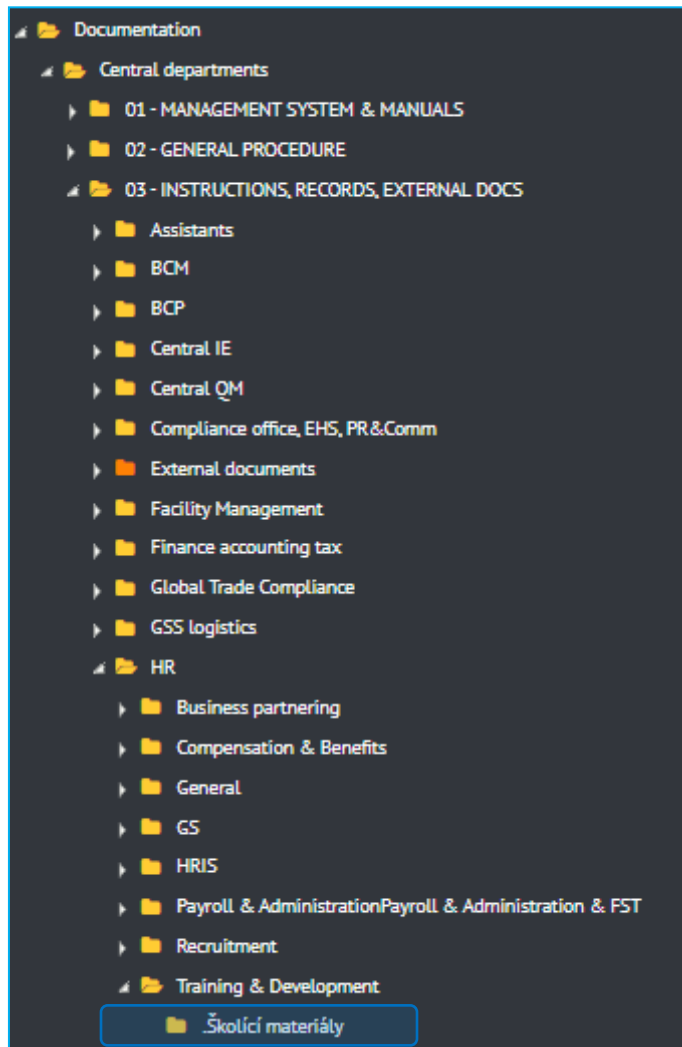 Documentation
Central departments
01 - MANAGEMENT SYSTEM & MANUALS
02 - GENERAL PROCEDURE
03 - INSTRUCTIONS, RECORDS, EXTERNAL DOCS
Assistants
BCM
BCP
Central IE
Central QM
Compliance office, EHS, PR&Comm
External documents
Facility Management
Finance accounting tax
Global Trade Compliance
GSS logistics
HR
Business partnering
Compensation & Benefits
General
GS
HRIS
Payroll & AdministrationPayroll & Administration & FST
Recruitment
Training & Development
.Školící materiály